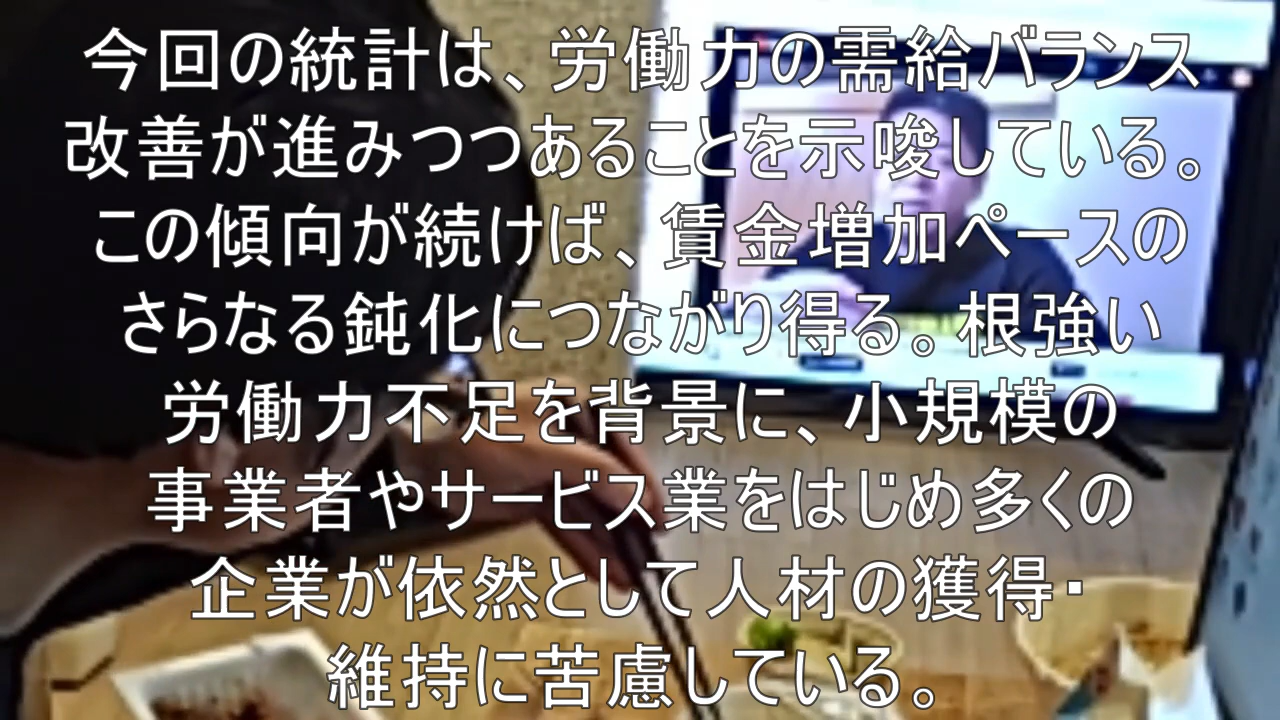 今回の統計は、労働力の需給バランス
改善が進みつつあることを示唆している。
この傾向が続けば、賃金増加ペースの
さらなる鈍化につながり得る。根強い
労働力不足を背景に、小規模の
事業者やサービス業をはじめ多くの
企業が依然として人材の獲得・
維持に苦慮している。